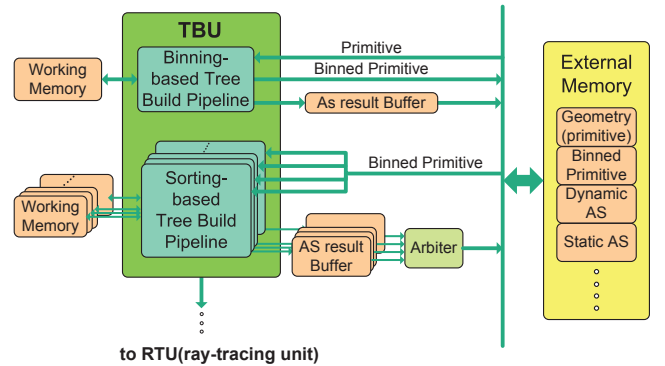 TBU
Working
Memory
Binning-
based Tree
Build Pipeline
Primitive
Binned Primitive
As result Buffer
Working
Memory
Sorting-
based
Tree Build
Pipeline
Binned Primitive
AS result
Buffer
Arbiter
External
Memory
Geometry
(primitive)
Binned
Primitive
Dynamic
AS
Static AS
to RTU(ray-tracing unit)